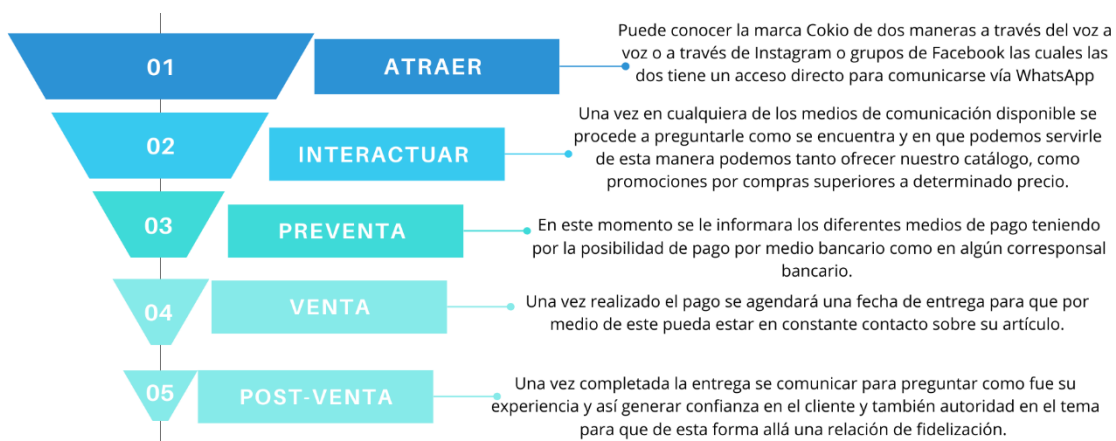 01
ATRAER
Puede conocer la marca Cokio de dos maneras a través del voz a
voz o a través de Instagram o grupos de Facebook las cuales las
dos tiene un acceso directo para comunicarse vía WhatsApp
02
INTERACTUAR
Una vez en cualquiera de los medios de comunicación disponible se
procede a preguntarle como se encuentra y en que podemos servirle
de esta manera podemos tanto ofrecer nuestro catálogo, como
promociones por compras superiores a determinado precio.
03
PREVENTA
En este momento se le informara los diferentes medios de pago teniendo
por la posibilidad de pago por medio bancario como en algún corresponsal
bancario.
04
VENTA
Una vez realizado el pago se agendará una fecha de entrega para que por
medio de este pueda estar en constante contacto sobre su artículo.
05
POST-VENTA
Una vez completada la entrega se comunicar para preguntar como fue su
experiencia y así generar confianza en el cliente y también autoridad en el tema
para que de esta forma allá una relación de fidelización.